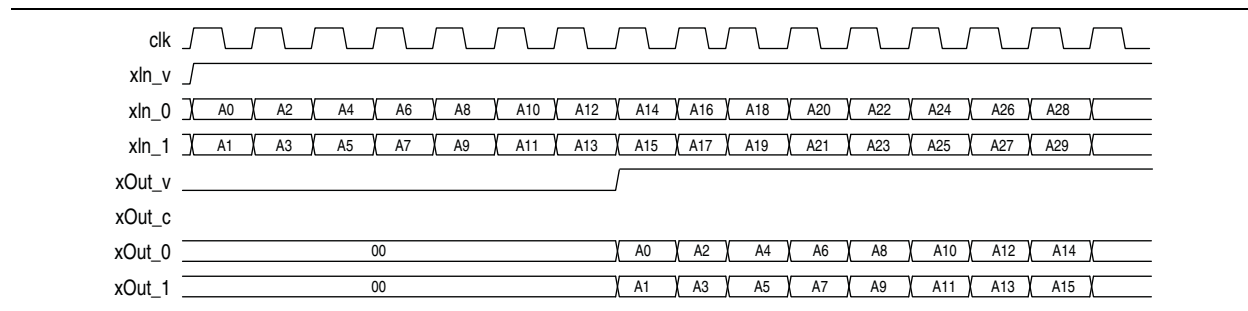 clk
xIn_v
xIn_0 A0 A2 A4 A6 A8 A10 A12 A14 A16 A18 A20 A22 A24 A26 A28
xIn_1 A1 A3 A5 A7 A9 A11 A13 A15 A17 A19 A21 A23 A25 A27 A29
xOut_v
xOut_c
xOut_0 00 A0 A2 A4 A6 A8 A10 A12 A14
xOut_1 00 A1 A3 A5 A7 A9 A11 A13 A15